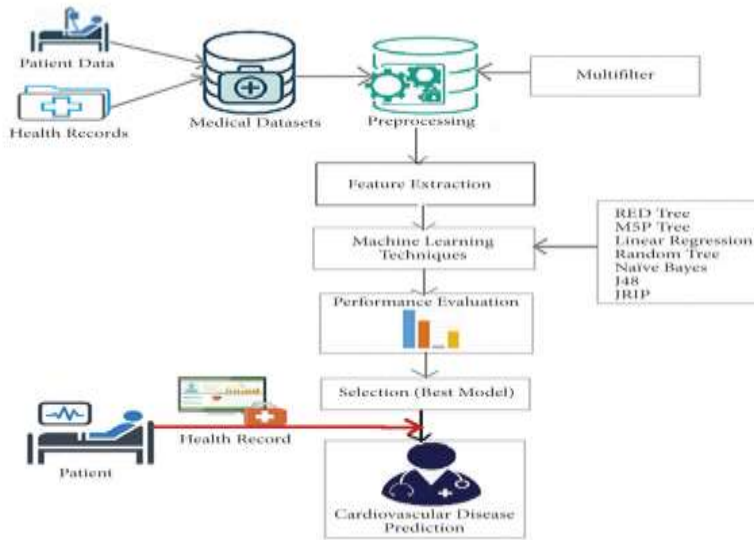 Patient Data
Health Records
Medical Datasets
Preprocessing
Multifilter
Feature Extraction
Machine Learning
Techniques
RED Tree
M5P Tree
Linear Regression
Random Tree
Naïve Bayes
J48
JRIP
Performance Evaluation
Selection (Best Model)
Health Record
Patient
Cardiovascular Disease
Prediction